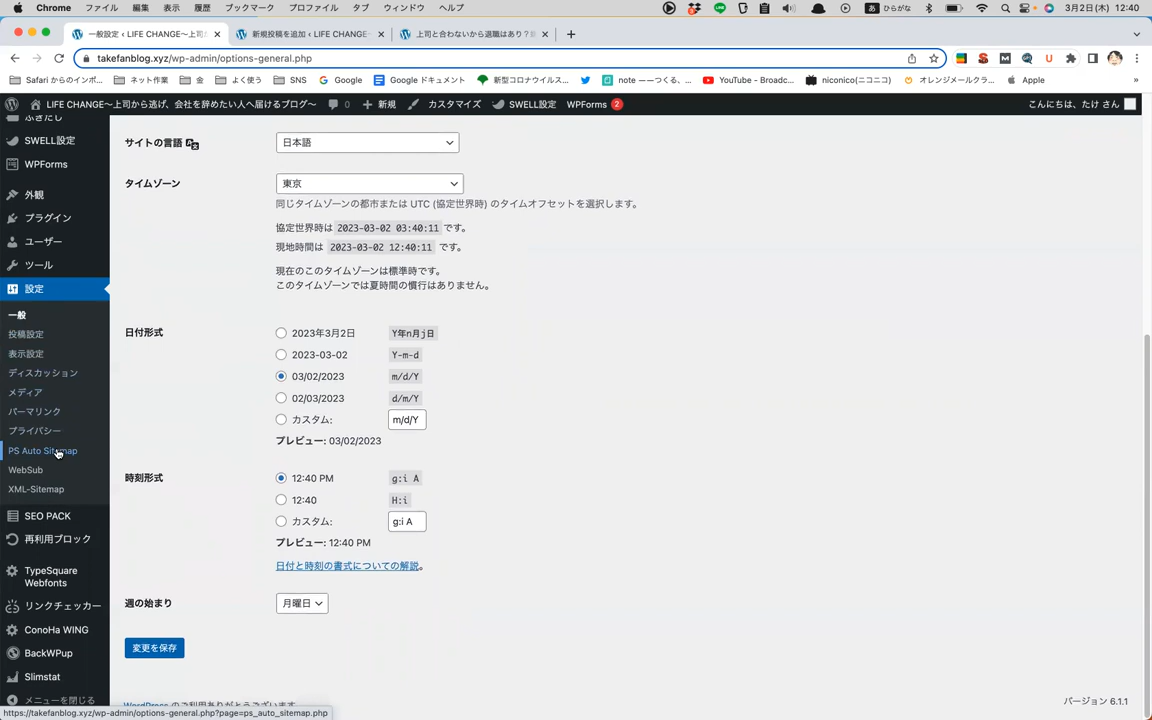 Chrome ファイル 編集 表示 履歴 ブックマーク プロファイル タブ ウィンドウ ヘルプ
あ ひらがな 3月2日(木) 12:40
一般設定 ‹ LIFE CHANGE〜上司 × 新規投稿を追加 ‹ LIFE CHANGE〜 × 上司と合わないから退職はあり？ ×
takefanblog.xyz/wp-admin/options-general.php
Safari からのインポ... ネット作業 金 よく使う SNS Google Google ドキュメント 新型コロナウイルス... note ――つくる、... YouTube - Broadc... niconico(ニコニコ) オレンジメールクラ... Apple »
LIFE CHANGE〜上司から逃げ、会社を辞めたい人へ届けるブログ〜 0 新規 カスタマイズ SWELL設定 WPForms 2 こんにちは、たけ さん
ふきだし
SWELL設定
WPForms
外観
プラグイン
ユーザー
ツール
設定
一般
投稿設定
表示設定
ディスカッション
メディア
パーマリンク
プライバシー
PS Auto Sitemap
WebSub
XML-Sitemap
SEO PACK
再利用ブロック
TypeSquare
Webfonts
リンクチェッカー
ConoHa WING
BackWPup
Slimstat
メニューを閉じる
サイトの言語 日本語
タイムゾーン 東京
同じタイムゾーンの都市または UTC (協定世界時) のタイムオフセットを選択します。
協定世界時は 2023-03-02 03:40:11 です。
現地時間は 2023-03-02 12:40:11 です。
現在のこのタイムゾーンは標準時です。
このタイムゾーンでは夏時間の慣行はありません。
日付形式 2023年3月2日 Y年n月j日
2023-03-02 Y-m-d
03/02/2023 m/d/Y
02/03/2023 d/m/Y
カスタム: m/d/Y
プレビュー: 03/02/2023
時刻形式 12:40 PM g:i A
12:40 H:i
カスタム: g:i A
プレビュー: 12:40 PM
日付と時刻の書式についての解説。
週の始まり 月曜日
変更を保存
WordPress のご利用ありがとうございます。
バージョン 6.1.1
https://takefanblog.xyz/wp-admin/options-general.php?page=ps_auto_sitemap.php